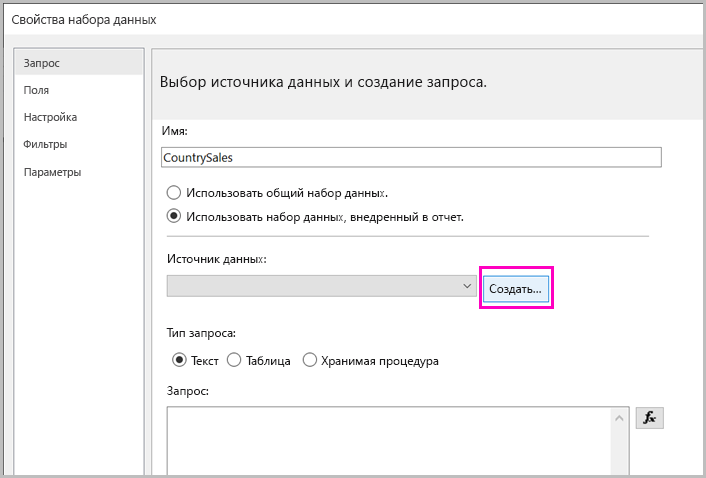 Свойства набора данных
Запрос
Поля
Настройка
Фильтры
Параметры
Выбор источника данных и создание запроса.
Имя:
CountrySales
Использовать общий набор данных.
Использовать набор данных, внедренный в отчет.
Источник данных:
Создать...
Тип запроса:
Текст Таблица Хранимая процедура
Запрос:
fx